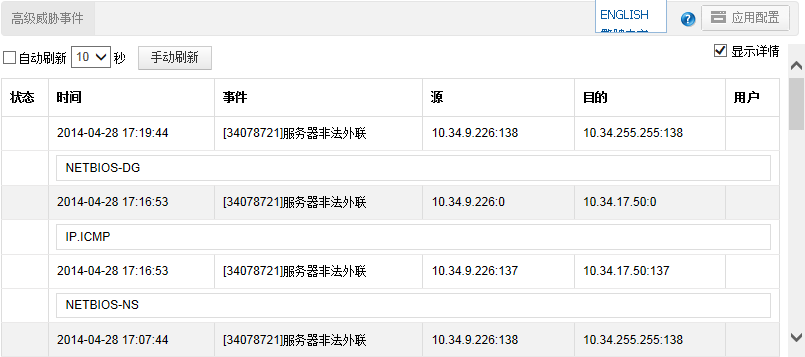 高级威胁事件
ENGLISH
应用配置
自动刷新 10 秒 手动刷新
显示详情
状态 时间 事件 源 目的 用户
2014-04-28 17:19:44 [34078721]服务器非法外联 10.34.9.226:138 10.34.255.255:138
NETBIOS-DG
2014-04-28 17:16:53 [34078721]服务器非法外联 10.34.9.226:0 10.34.17.50:0
IP.ICMP
2014-04-28 17:16:53 [34078721]服务器非法外联 10.34.9.226:137 10.34.17.50:137
NETBIOS-NS
2014-04-28 17:07:44 [34078721]服务器非法外联 10.34.9.226:138 10.34.255.255:138